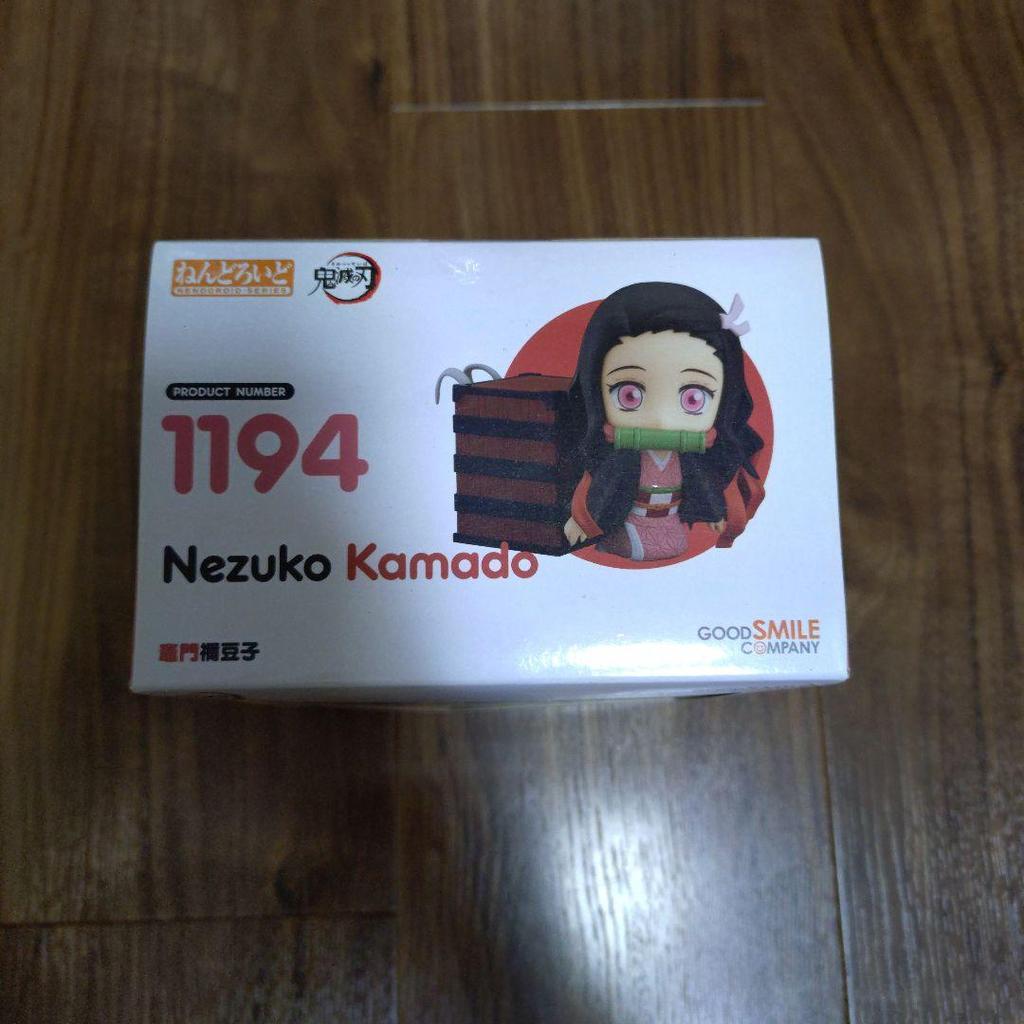 ねんどろいど
NENDOROID SERIES
鬼滅の刃
PRODUCT NUMBER
1194
Nezuko Kamado
竈門禰豆子
GOOD SMILE
COMPANY